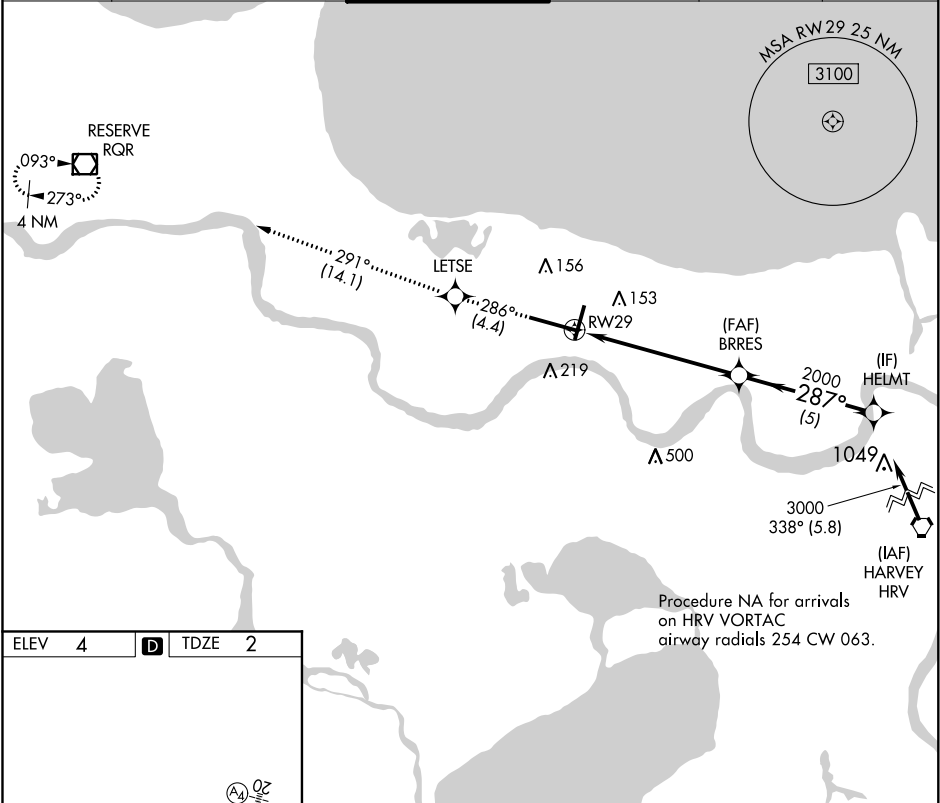 MSA RW29 25 NM
3100
RESERVE
RQR
093°
273°
4 NM
291°
(14.1)
LETSE
286°
(4.4)
156
153
RW29
219
(FAF)
BRRES
2000
287°
(5)
(IF)
HELMT
500
1049
3000
338° (5.8)
(IAF)
HARVEY
HRV
Procedure NA for arrivals
on HRV VORTAC
airway radials 254 CW 063.
ELEV 4 D TDZE 2
A4
20